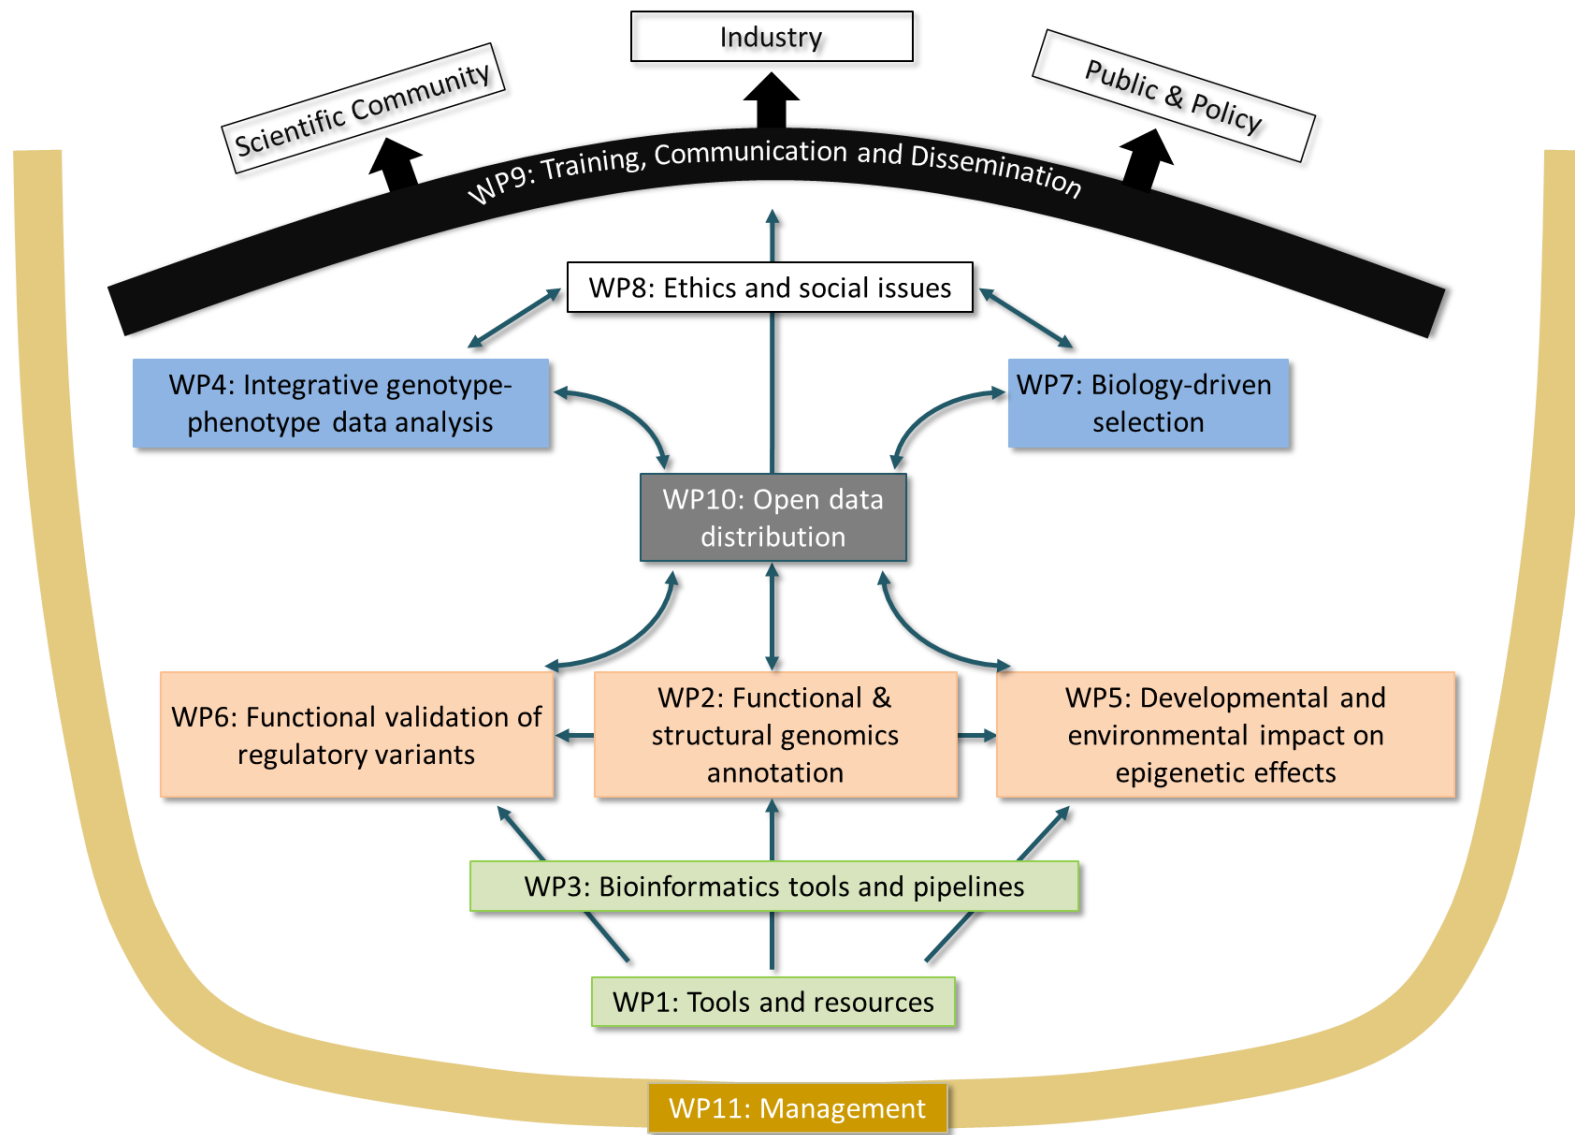 Industry
Scientific Community
Public & Policy
WP9: Training, Communication and Dissemination
WP8: Ethics and social issues
WP4: Integrative genotype-
phenotype data analysis
WP7: Biology-driven
selection
WP10: Open data
distribution
WP6: Functional validation of
regulatory variants
WP2: Functional &
structural genomics
annotation
WP5: Developmental and
environmental impact on
epigenetic effects
WP3: Bioinformatics tools and pipelines
WP1: Tools and resources
WP11: Management